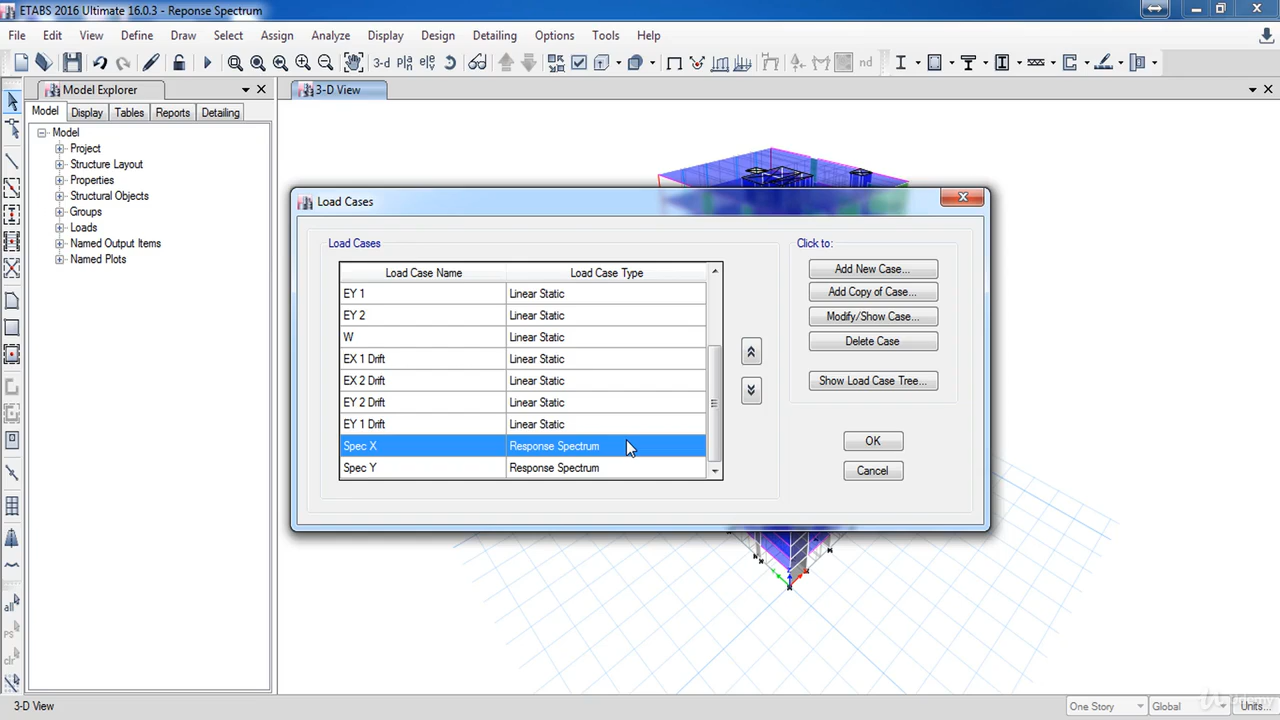 ETABS 2016 Ultimate 16.0.3 - Reponse Spectrum
File Edit View Define Draw Select Assign Analyze Display Design Detailing Options Tools Help
3-d nd
Model Explorer
3-D View
Model Display Tables Reports Detailing
Model
Project
Structure Layout
Properties
Structural Objects
Groups
Loads
Named Output Items
Named Plots
Load Cases
Load Cases
Click to:
Load Case Name Load Case Type
EY 1 Linear Static
EY 2 Linear Static
W Linear Static
EX 1 Drift Linear Static
EX 2 Drift Linear Static
EY 2 Drift Linear Static
EY 1 Drift Linear Static
Spec X Response Spectrum
Spec Y Response Spectrum
Add New Case...
Add Copy of Case...
Modify/Show Case...
Delete Case
Show Load Case Tree...
OK
Cancel
all
PS
clr
3-D View
One Story Global Units...
Udemy